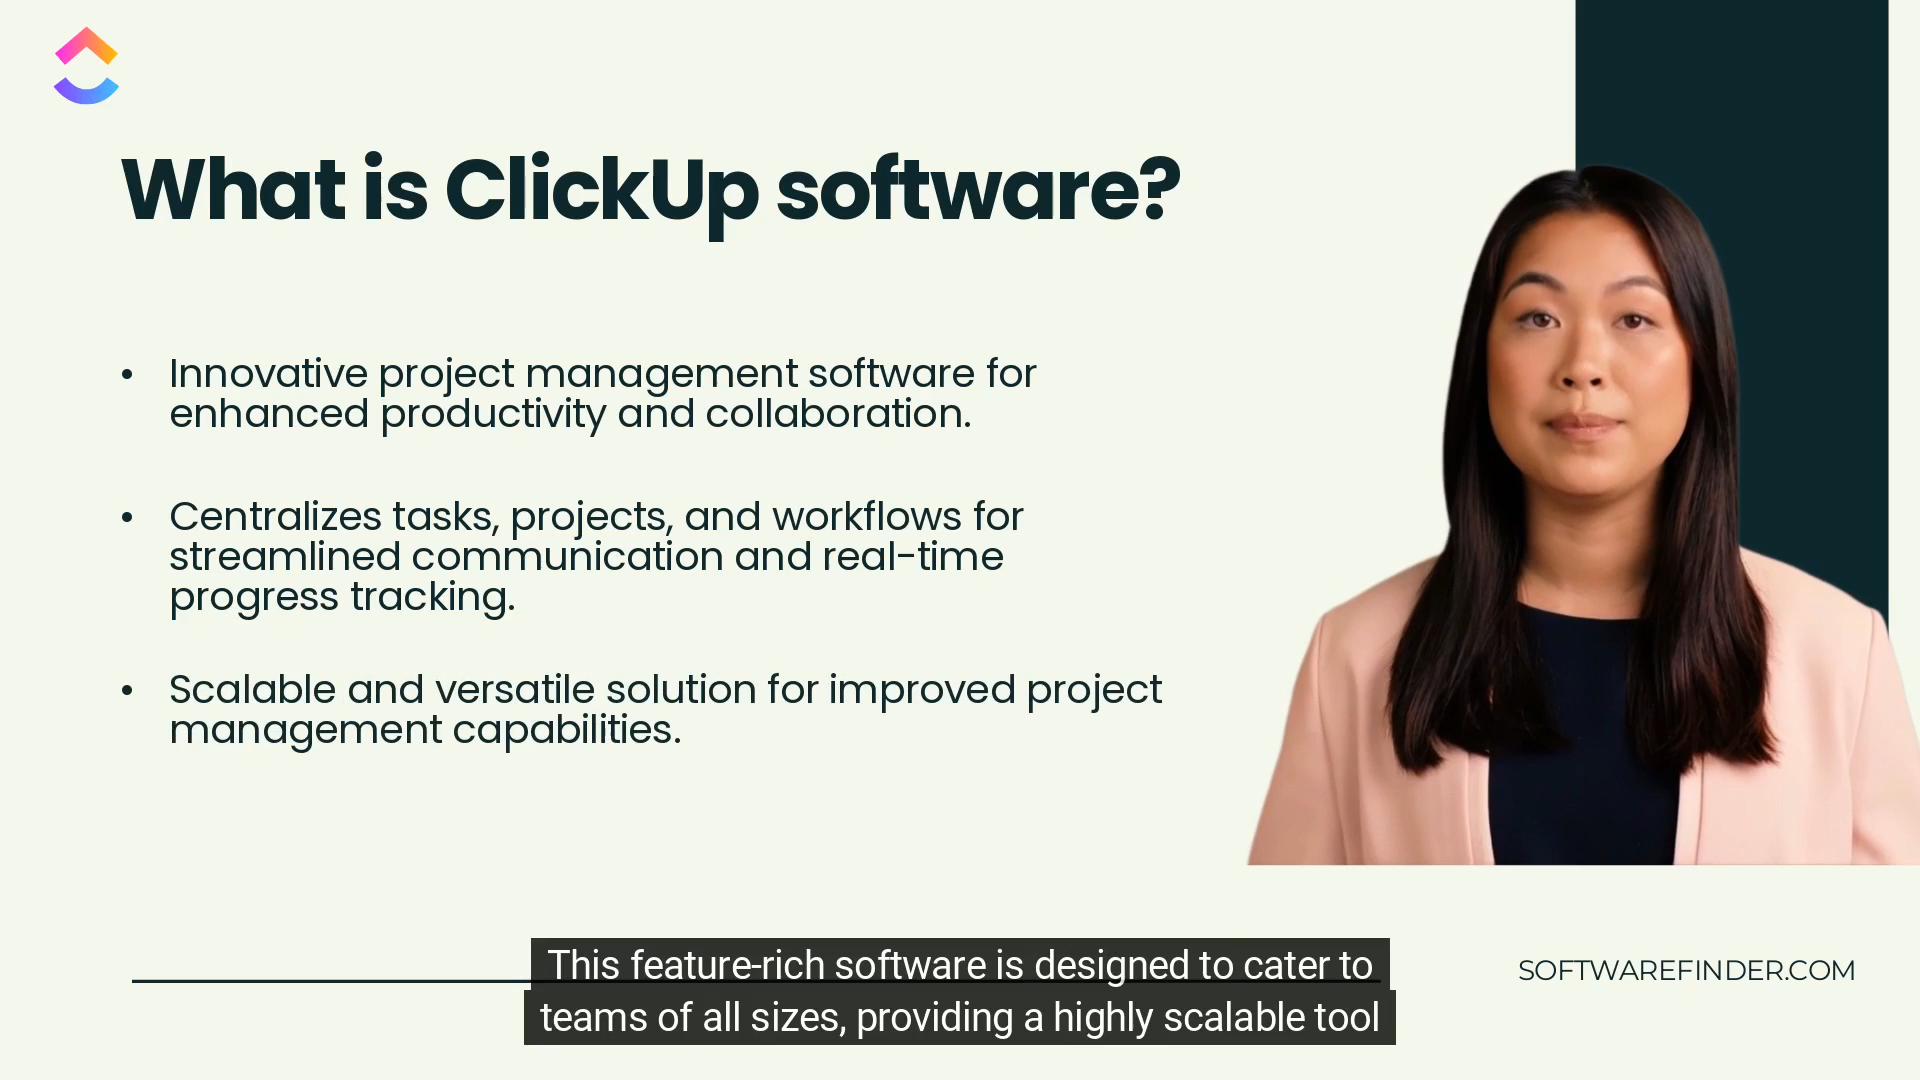 What is ClickUp software?
• Innovative project management software for
enhanced productivity and collaboration.
• Centralizes tasks, projects, and workflows for
streamlined communication and real-time
progress tracking.
• Scalable and versatile solution for improved project
management capabilities.
This feature-rich software is designed to cater to
teams of all sizes, providing a highly scalable tool
SOFTWAREFINDER.COM